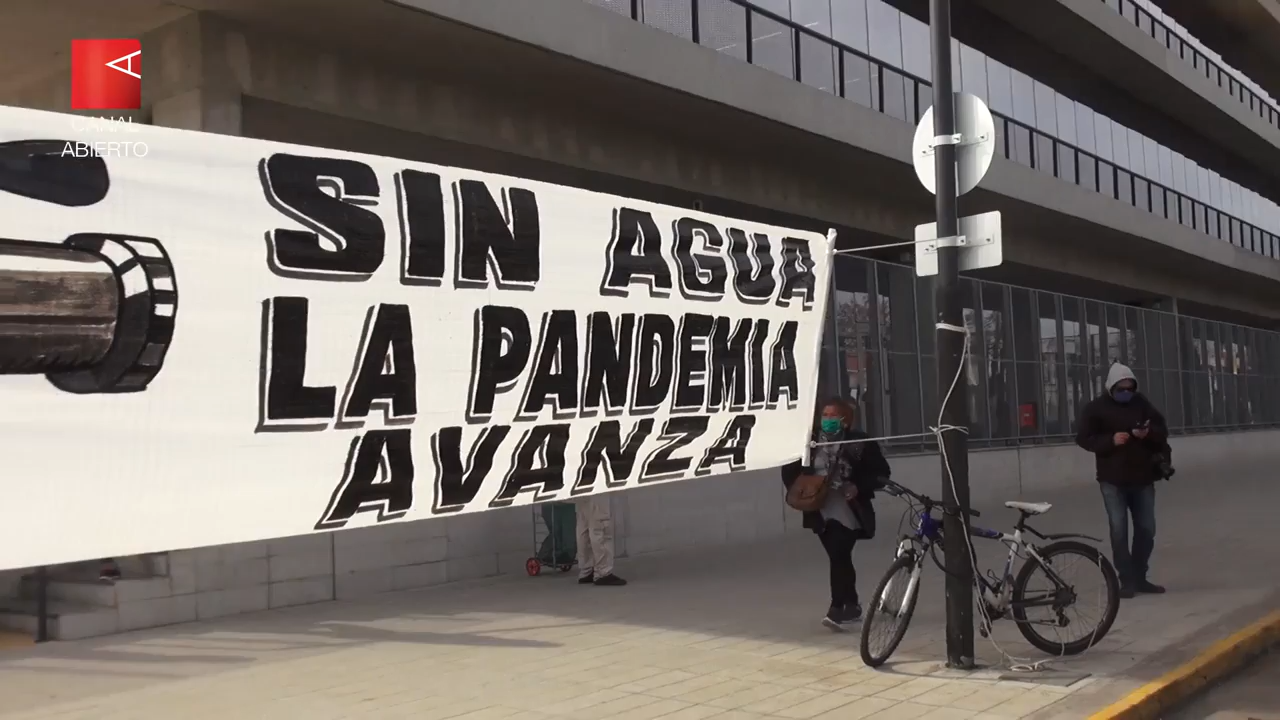 CANAL
ABIERTO
SIN AGUA
LA PANDEMIA
AVANZA